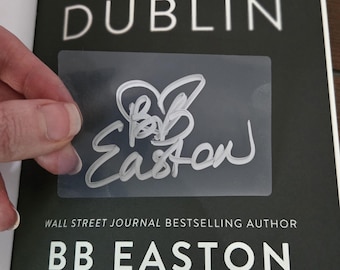 DUBLIN
BB
Easton
WALL STREET JOURNAL BESTSELLING AUTHOR
BB EASTON